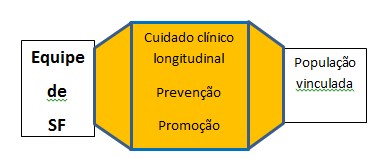 Equipe
de
SF
Cuidado clínico
longitudinal
Prevenção
Promoção
População
vinculada